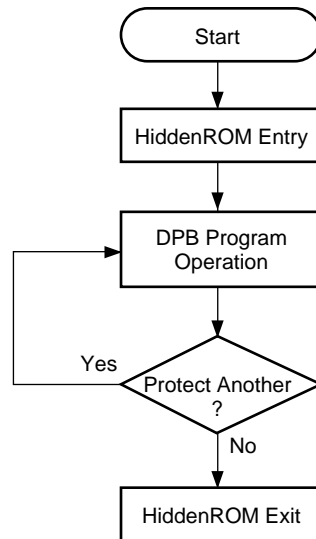 Start
HiddenROM Entry
DPB Program
Operation
Yes
Protect Another
?
No
HiddenROM Exit